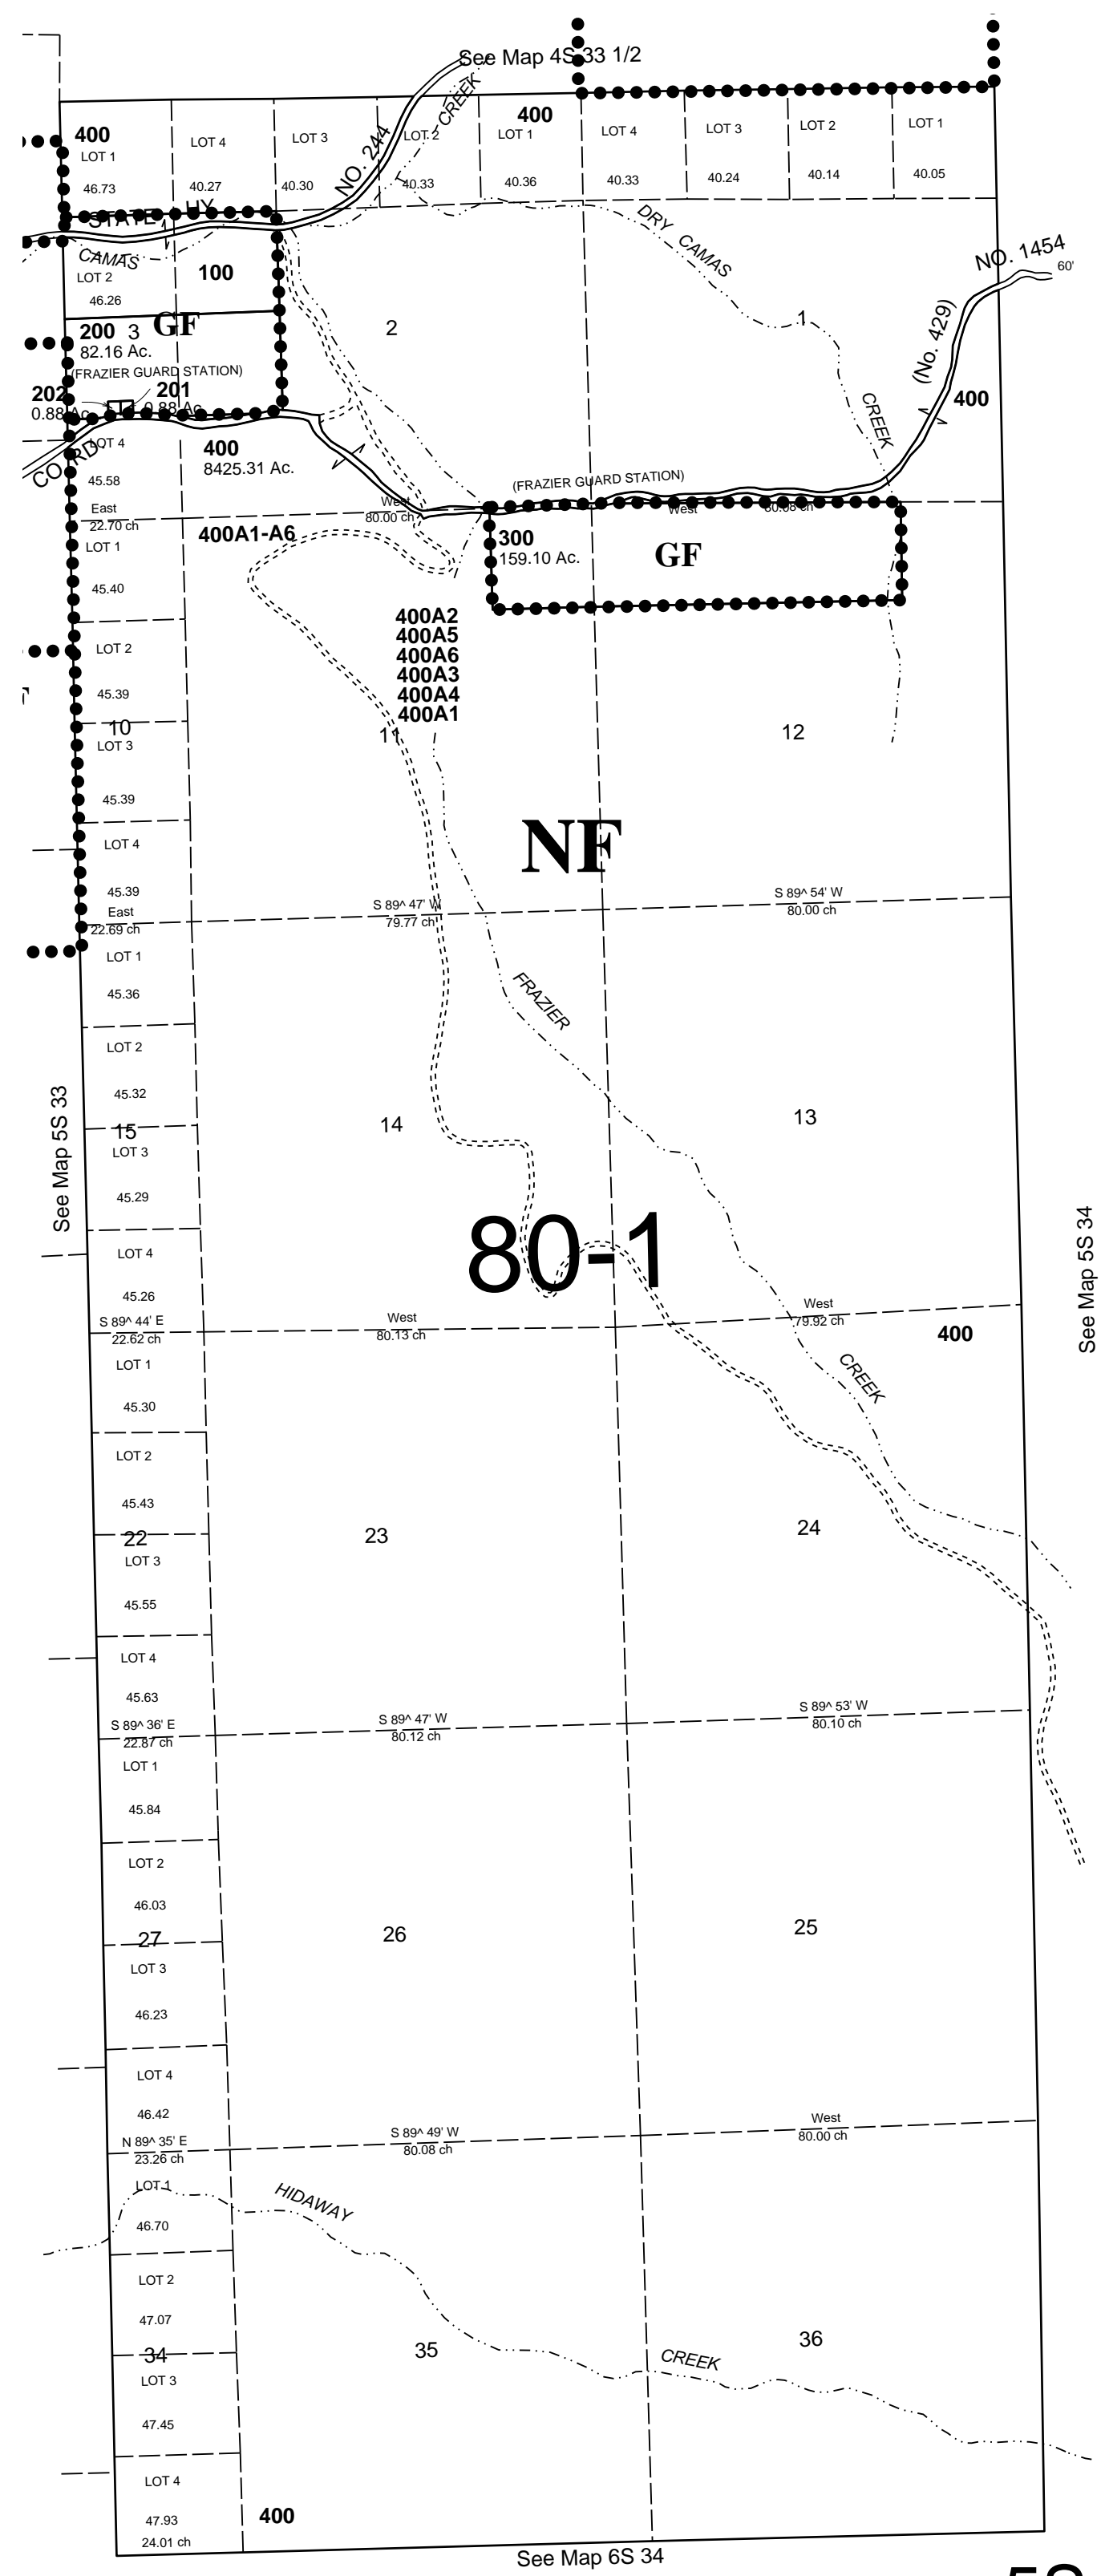 See Map 4S 33 1/2
400
400
LOT 1
LOT 4
LOT 3
LOT 2
LOT 1
LOT 4
LOT 3
LOT 2
LOT 1
46.73
40.27
40.30
40.33
40.36
40.33
40.24
40.14
40.05
NO. 244
CREEK
STATE HY
CAMAS
DRY CAMAS
CREEK
NO. 1454
60'
(No. 429)
LOT 2
46.26
100
200 3
GF
82.16 Ac.
(FRAZIER GUARD STATION)
202
0.88 Ac.
201
0.88 Ac.
2
1
400
CO. RD.
LOT 4
45.58
400
8425.31 Ac.
East
22.70 ch
West
80.00 ch
(FRAZIER GUARD STATION)
West
80.08 ch
400A1-A6
300
159.10 Ac.
GF
LOT 1
45.40
400A2
400A5
400A6
400A3
400A4
400A1
LOT 2
45.39
10
11
12
LOT 3
45.39
NF
LOT 4
45.39
East
22.69 ch
S 89^ 47' W
79.77 ch
S 89^ 54' W
80.00 ch
LOT 1
45.36
FRAZIER
LOT 2
45.32
See Map 5S 33
15
14
13
LOT 3
45.29
80-1
See Map 5S 34
LOT 4
45.26
S 89^ 44' E
22.62 ch
West
80.13 ch
West
79.92 ch
400
CREEK
LOT 1
45.30
LOT 2
45.43
22
23
24
LOT 3
45.55
LOT 4
45.63
S 89^ 36' E
22.87 ch
S 89^ 47' W
80.12 ch
S 89^ 53' W
80.10 ch
LOT 1
45.84
LOT 2
46.03
27
26
25
LOT 3
46.23
LOT 4
46.42
N 89^ 35' E
23.26 ch
S 89^ 49' W
80.08 ch
West
80.00 ch
LOT 1
46.70
HIDAWAY
CREEK
LOT 2
47.07
34
35
36
LOT 3
47.45
LOT 4
47.93
24.01 ch
400
See Map 6S 34
5S